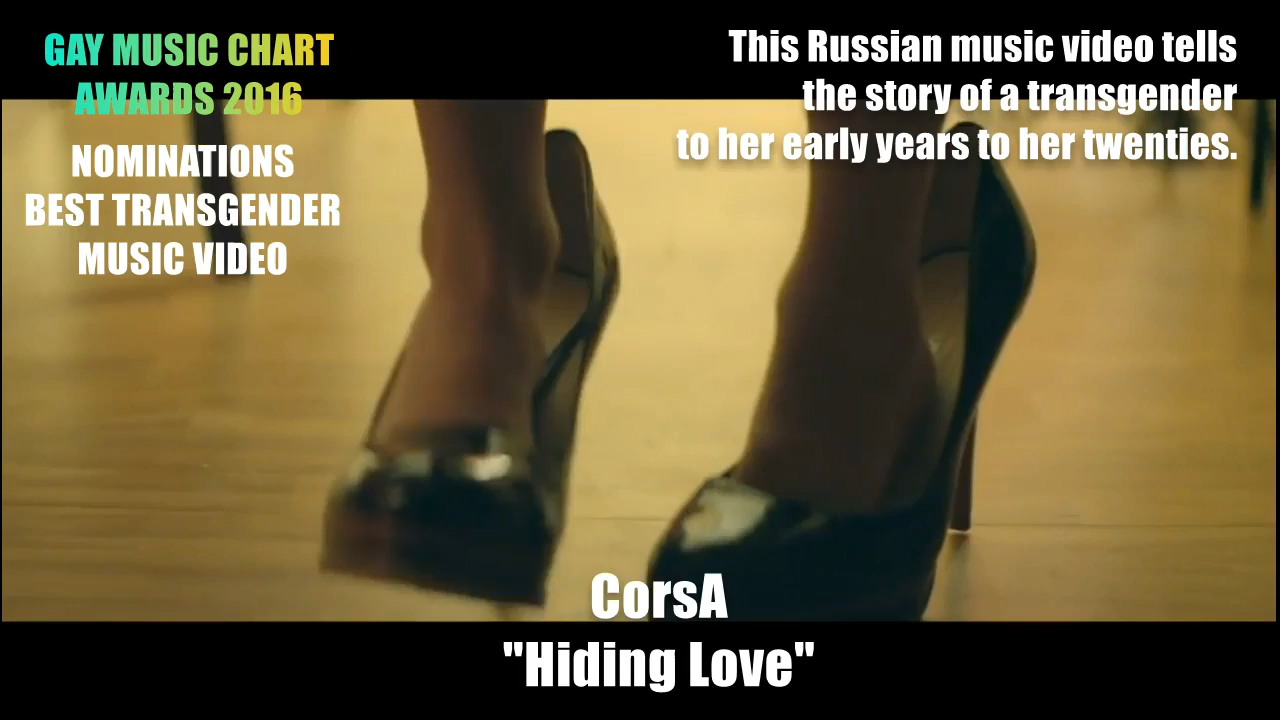 GAY MUSIC CHART
AWARDS 2016
NOMINATIONS
BEST TRANSGENDER
MUSIC VIDEO
This Russian music video tells
the story of a transgender
to her early years to her twenties.
CorsA
"Hiding Love"